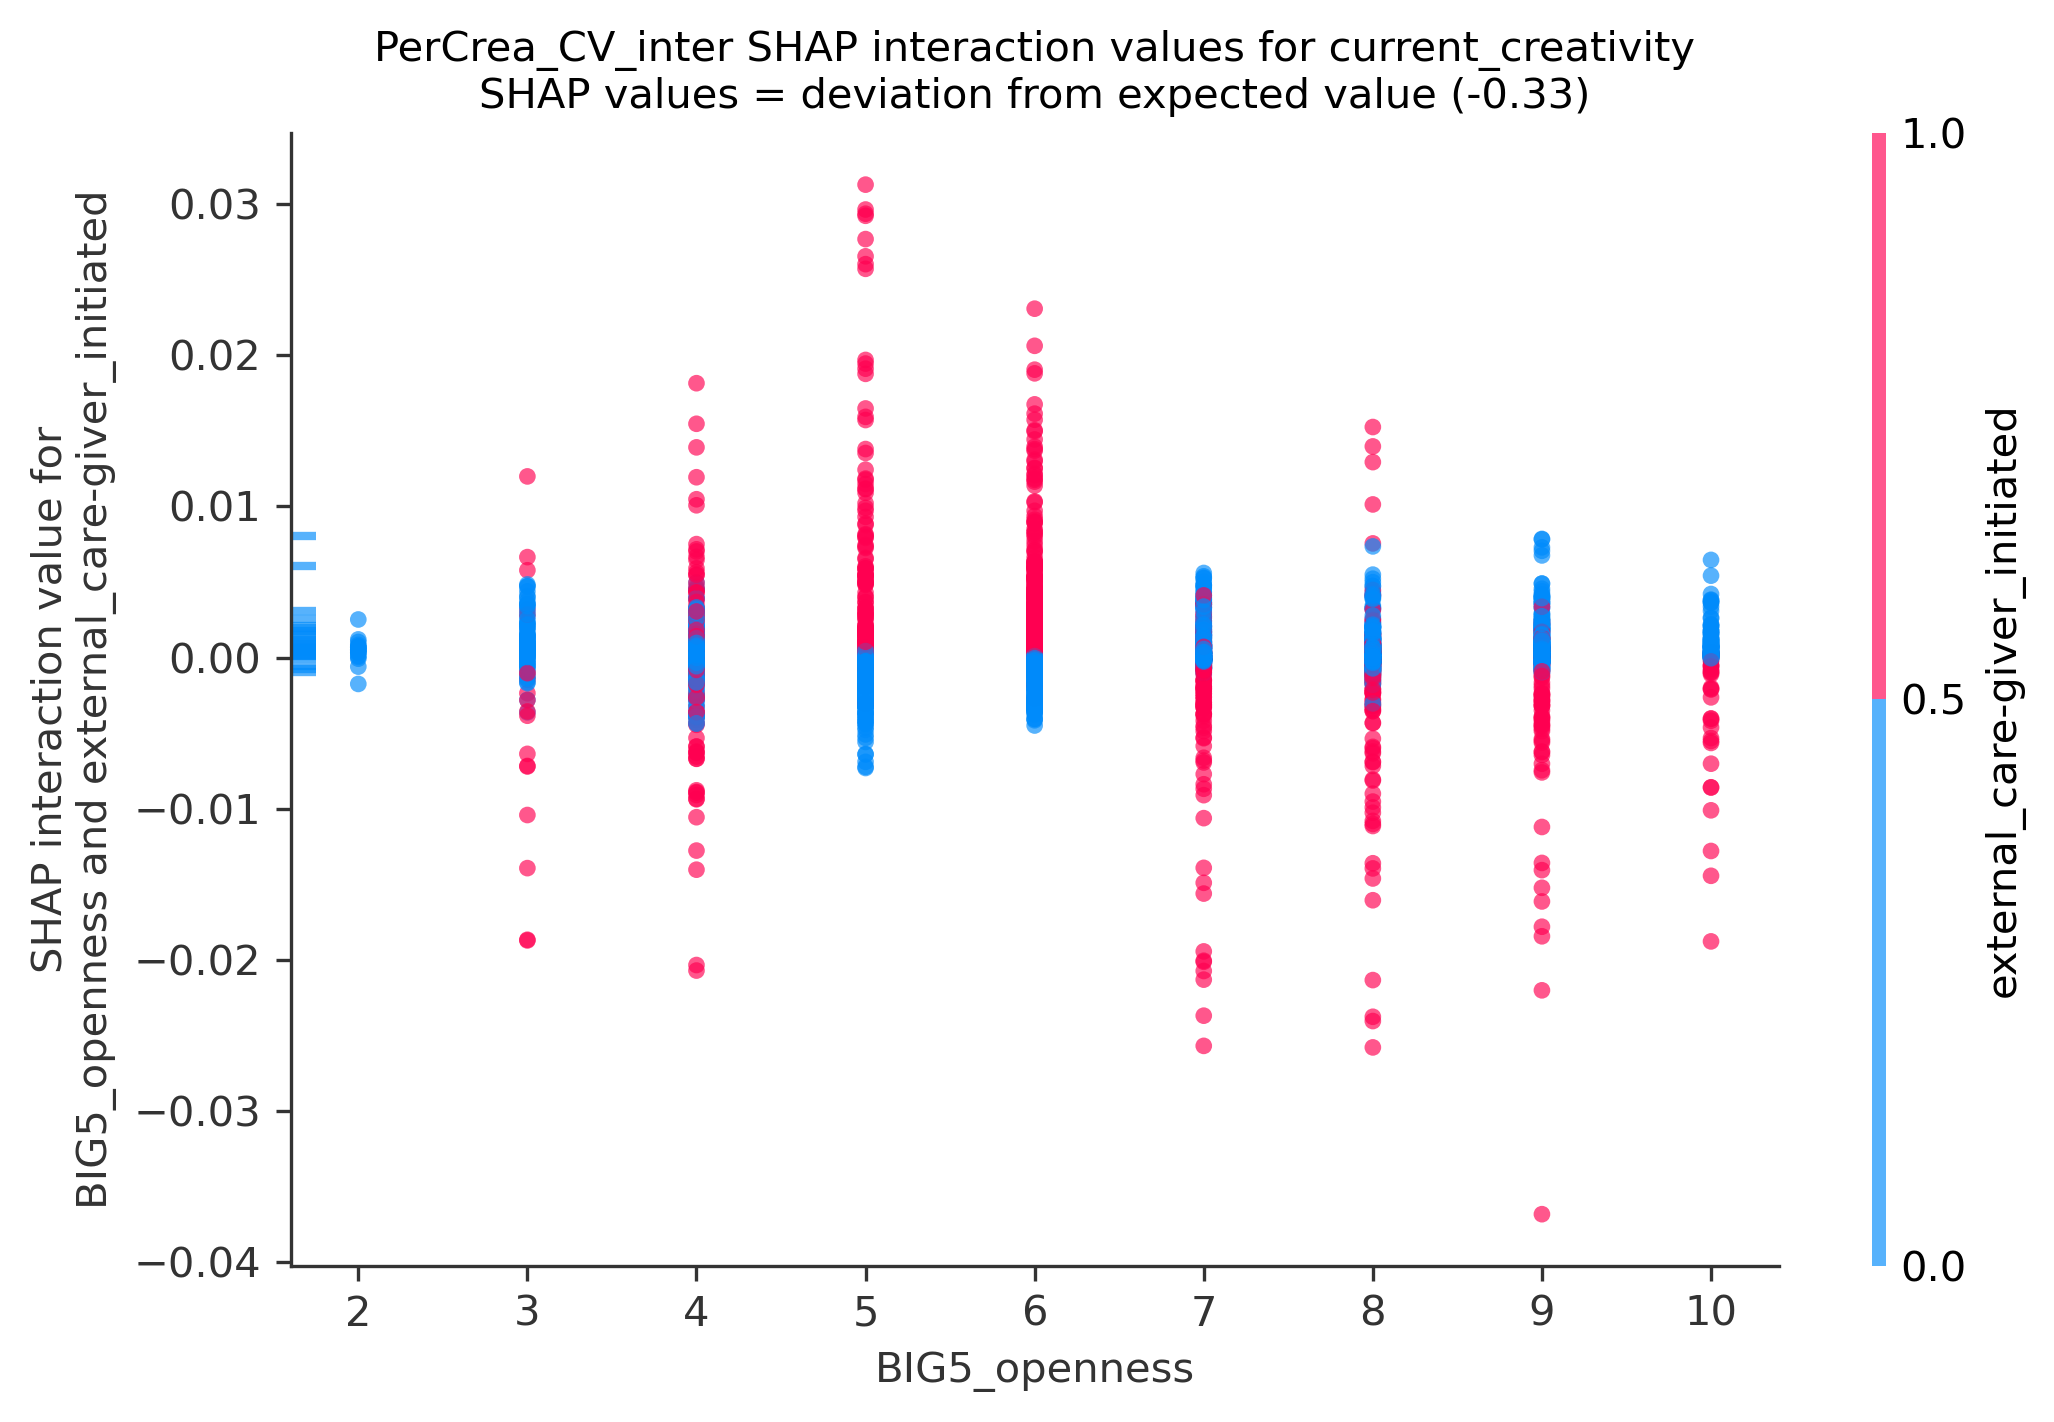 PerCrea_CV_inter SHAP interaction values for current_creativity
SHAP values = deviation from expected value (-0.33)
SHAP interaction value for
BIG5_openness and external_care-giver_initiated
0.03
0.02
0.01
0.00
−0.01
−0.02
−0.03
−0.04
2 3 4 5 6 7 8 9 10
BIG5_openness
1.0
0.5
0.0
external_care-giver_initiated